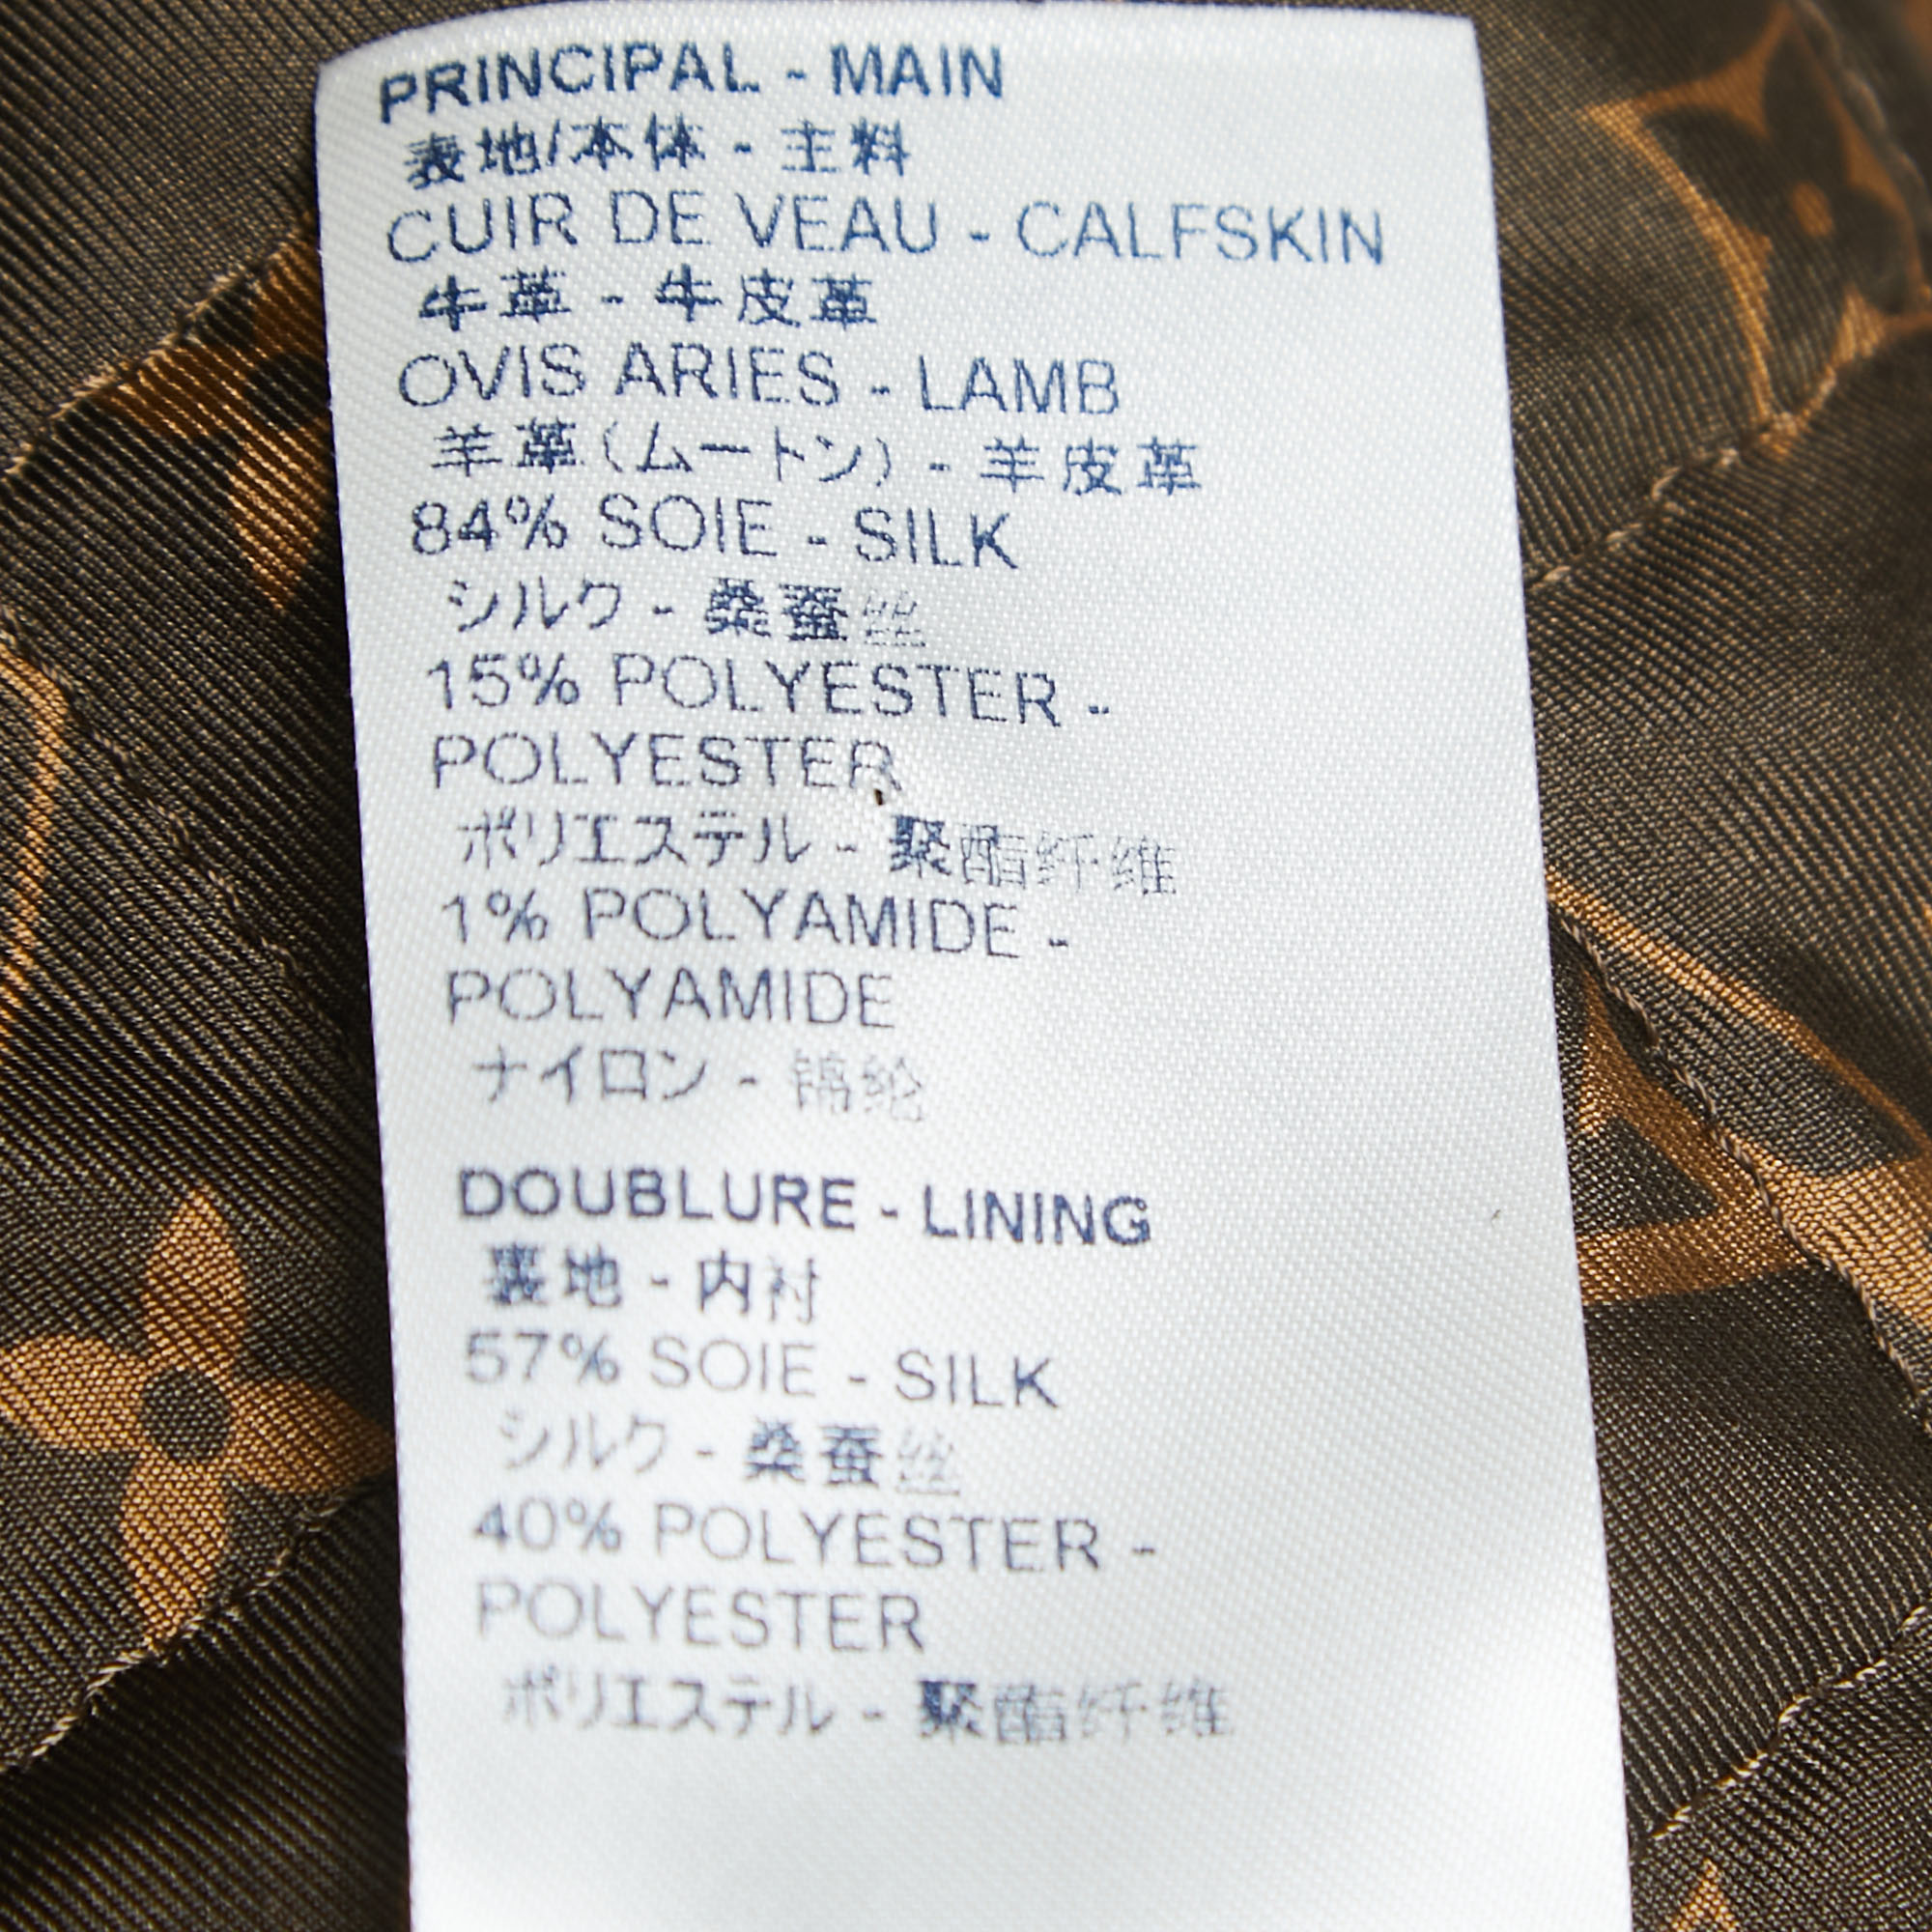 PRINCIPAL - MAIN
表地/本体 - 主料
CUIR DE VEAU - CALFSKIN
牛革 - 牛皮革
OVIS ARIES - LAMB
羊革(ムートン) - 羊皮革
84% SOIE - SILK
シルク - 桑蚕丝
15% POLYESTER -
POLYESTER
ポリエステル - 聚酯纤维
1% POLYAMIDE -
POLYAMIDE
ナイロン - 锦纶
DOUBLURE - LINING
裏地 - 内衬
57% SOIE - SILK
シルク - 桑蚕丝
40% POLYESTER -
POLYESTER
ポリエステル - 聚酯纤维